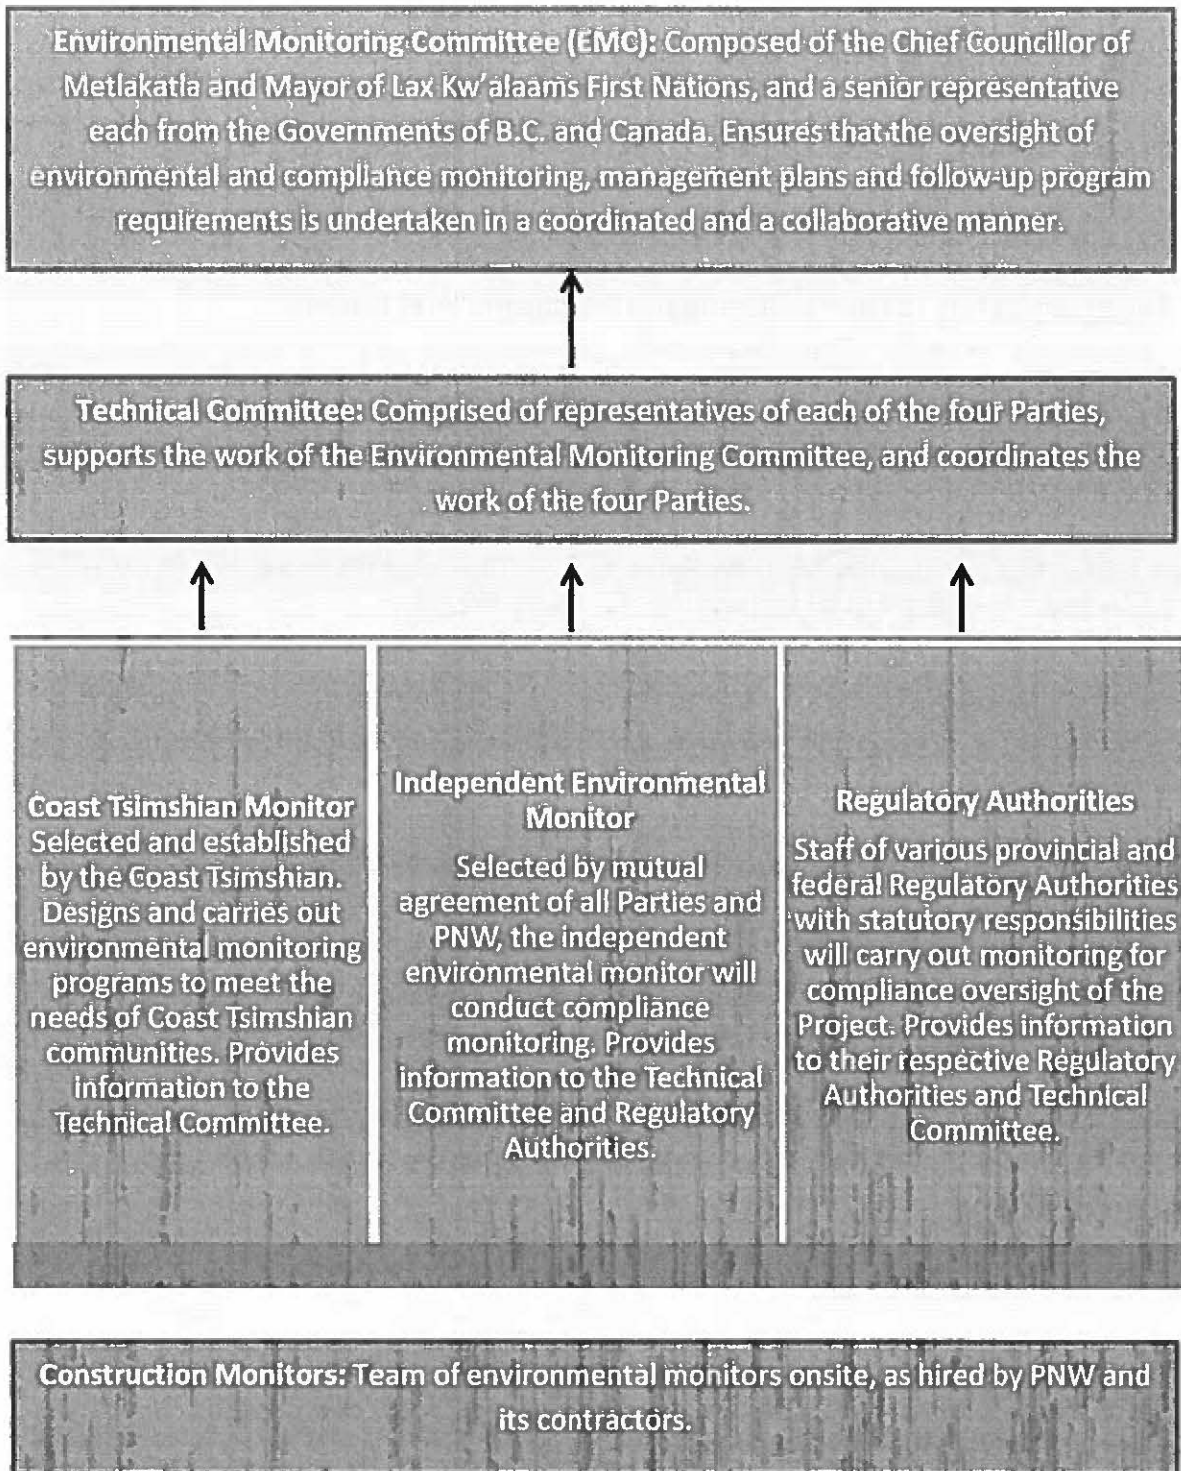 Environmental Monitoring Committee (EMC): Composed of the Chief Councillor of
Metlakatla and Mayor of Lax Kw'alaams First Nations, and a senior representative
each from the Governments of B.C. and Canada. Ensures that the oversight of
environmental and compliance monitoring, management plans and follow-up program
requirements is undertaken in a coordinated and a collaborative manner.
Technical Committee: Comprised of representatives of each of the four Parties,
supports the work of the Environmental Monitoring Committee, and coordinates the
work of the four Parties.
Coast Tsimshian Monitor
Selected and established
by the Coast Tsimshian.
Designs and carries out
environmental monitoring
programs to meet the
needs of Coast Tsimshian
communities. Provides
information to the
Technical Committee.
Independent Environmental
Monitor
Selected by mutual
agreement of all Parties and
PNW, the independent
environmental monitor will
conduct compliance
monitoring. Provides
information to the Technical
Committee and Regulatory
Authorities.
Regulatory Authorities
Staff of various provincial and
federal Regulatory Authorities
with statutory responsibilities
will carry out monitoring for
compliance oversight of the
Project. Provides information
to their respective Regulatory
Authorities and Technical
Committee.
Construction Monitors: Team of environmental monitors onsite, as hired by PNW and
its contractors.